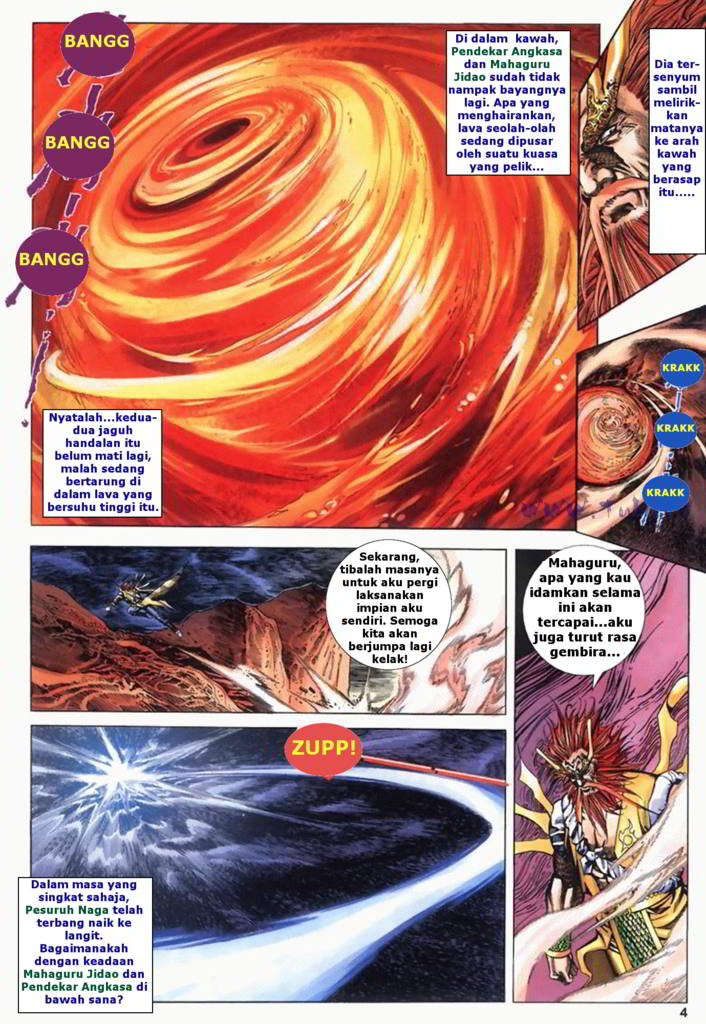 BANGG
BANGG
BANGG
Di dalam kawah,
Pendekar Angkasa
dan Mahaguru
Jidao sudah tidak
nampak bayangnya
lagi. Apa yang
menghairankan,
lava seolah-olah
sedang dipusar
oleh suatu kuasa
yang pelik...
Dia ter-
senyum
sambil
melirik-
kan
matanya
ke arah
kawah
yang
berasap
itu.....
KRAKK
KRAKK
KRAKK
Nyatalah...kedua-
dua jaguh
handalan itu
belum mati lagi,
malah sedang
bertarung di
dalam lava yang
bersuhu tinggi itu.
Sekarang,
tibalah masanya
untuk aku pergi
laksanakan
impian aku
sendiri. Semoga
kita akan
berjumpa lagi
kelak!
Mahaguru,
apa yang kau
idamkan selama
ini akan
tercapai...aku
juga turut rasa
gembira...
ZUPP!
Dalam masa yang
singkat sahaja,
Pesuruh Naga telah
terbang naik ke
langit.
Bagaimanakah
dengan keadaan
Mahaguru Jidao dan
Pendekar Angkasa di
bawah sana?
4